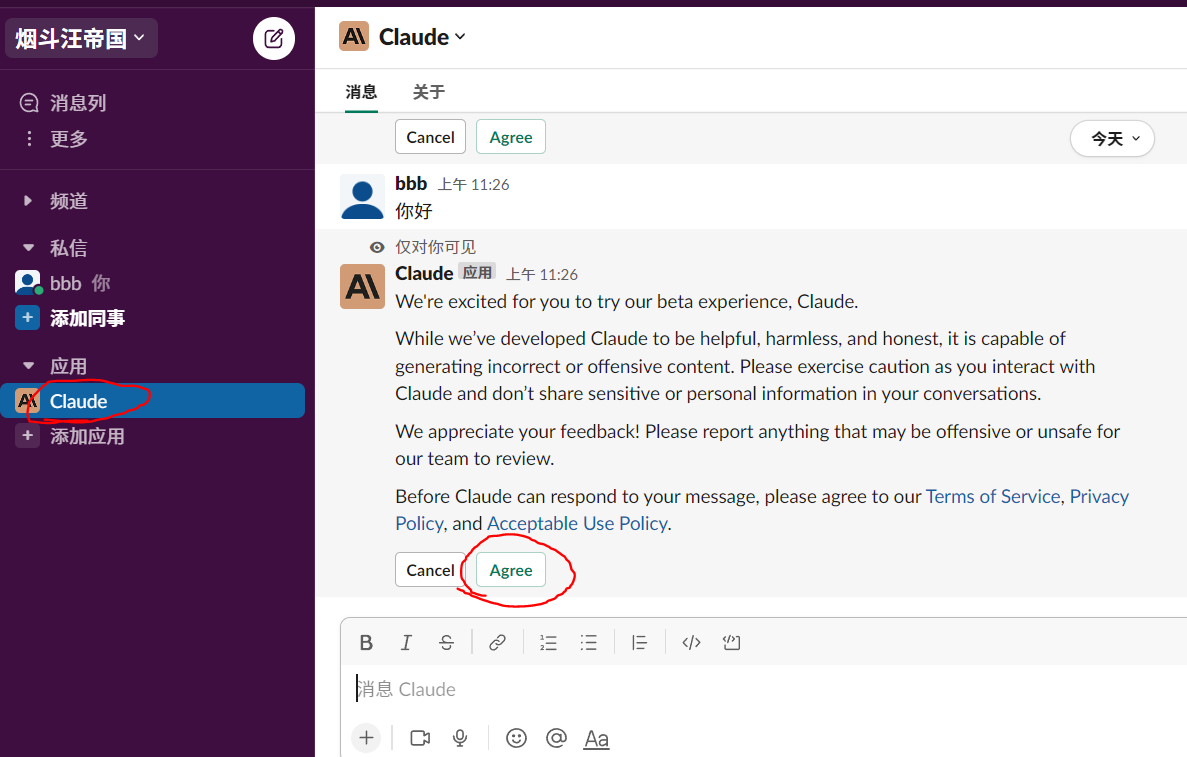 烟斗汪帝国
消息列
更多
频道
私信
bbb 你
添加同事
应用
Claude
添加应用
Claude
消息 关于
Cancel Agree
今天
bbb 上午 11:26
你好
仅对你可见
Claude 应用 上午 11:26
We're excited for you to try our beta experience, Claude.
While we’ve developed Claude to be helpful, harmless, and honest, it is capable of
generating incorrect or offensive content. Please exercise caution as you interact with
Claude and don’t share sensitive or personal information in your conversations.
We appreciate your feedback! Please report anything that may be offensive or unsafe for
our team to review.
Before Claude can respond to your message, please agree to our Terms of Service, Privacy
Policy, and Acceptable Use Policy.
Cancel Agree
消息 Claude
Aa